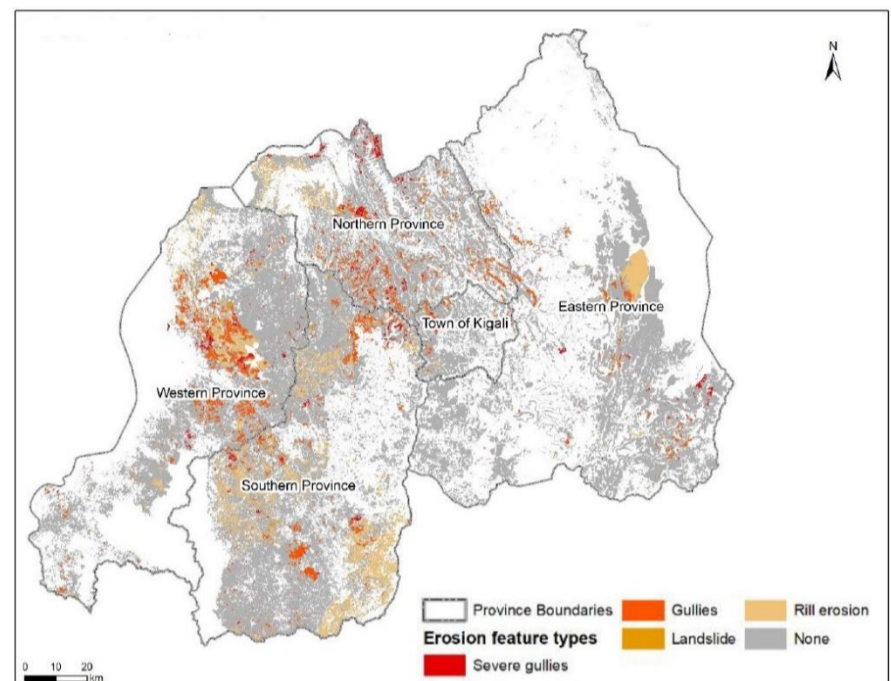 N
Northern Province
Eastern Province
Town of Kigali
Western Province
Southern Province
Province Boundaries
Gullies
Rill erosion
Erosion feature types
Landslide
None
Severe gullies
0 10 20
km